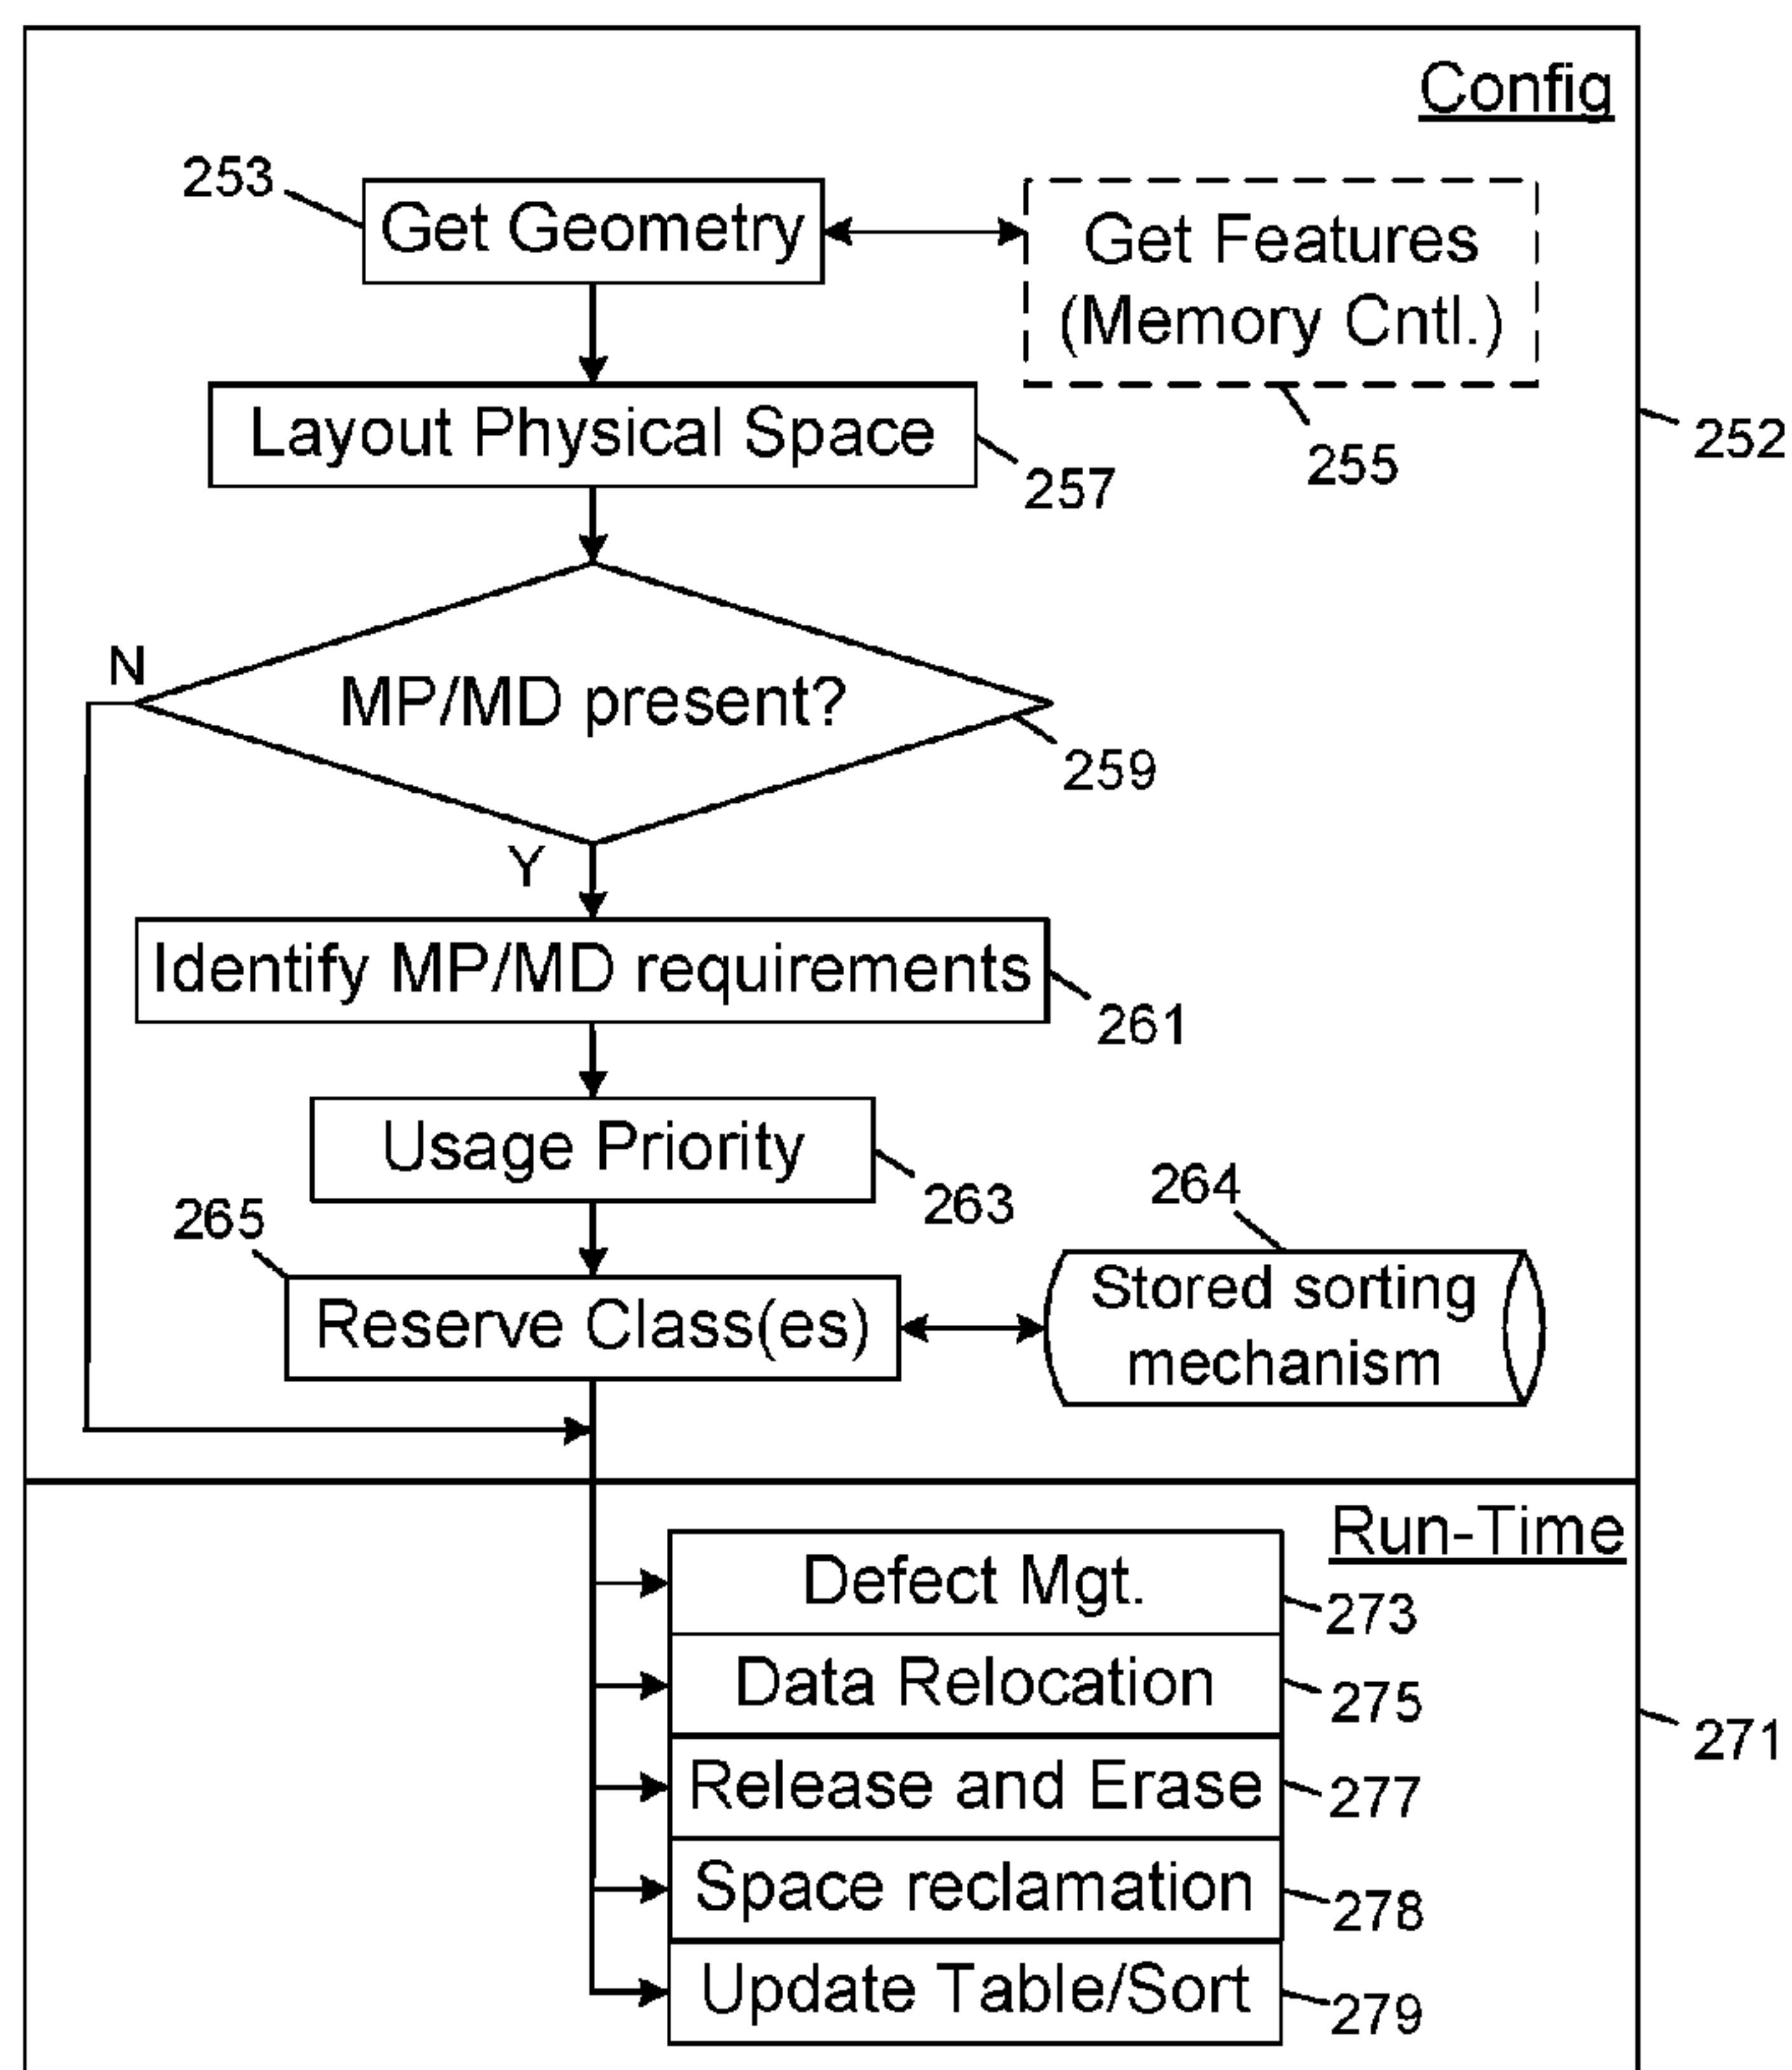 Config
253
Get Geometry
Get Features
(Memory Cntl.)
252
Layout Physical Space
257
255
N
MP/MD present?
259
Y
Identify MP/MD requirements
261
Usage Priority
263
264
265
Reserve Class(es)
Stored sorting
mechanism
Run-Time
Defect Mgt.
273
Data Relocation
275
271
Release and Erase
277
Space reclamation
278
Update Table/Sort
279